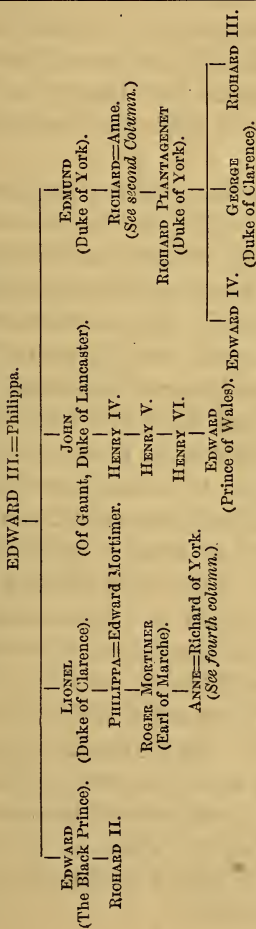 EDWARD III.=Philippa.
EDWARD
(The Black Prince).
RICHARD II.
LIONEL
(Duke of Clarence).
PHILIPPA=Edward Mortimer.
ROGER MORTIMER
(Earl of Marche).
ANNE=Richard of York.
(See fourth column.)
JOHN
(Of Gaunt, Duke of Lancaster).
HENRY IV.
HENRY V.
HENRY VI.
EDWARD
(Prince of Wales).
EDMUND
(Duke of York).
RICHARD=Anne.
(See second Column.)
RICHARD PLANTAGENET
(Duke of York).
EDWARD IV.
GEORGE
(Duke of Clarence).
RICHARD III.